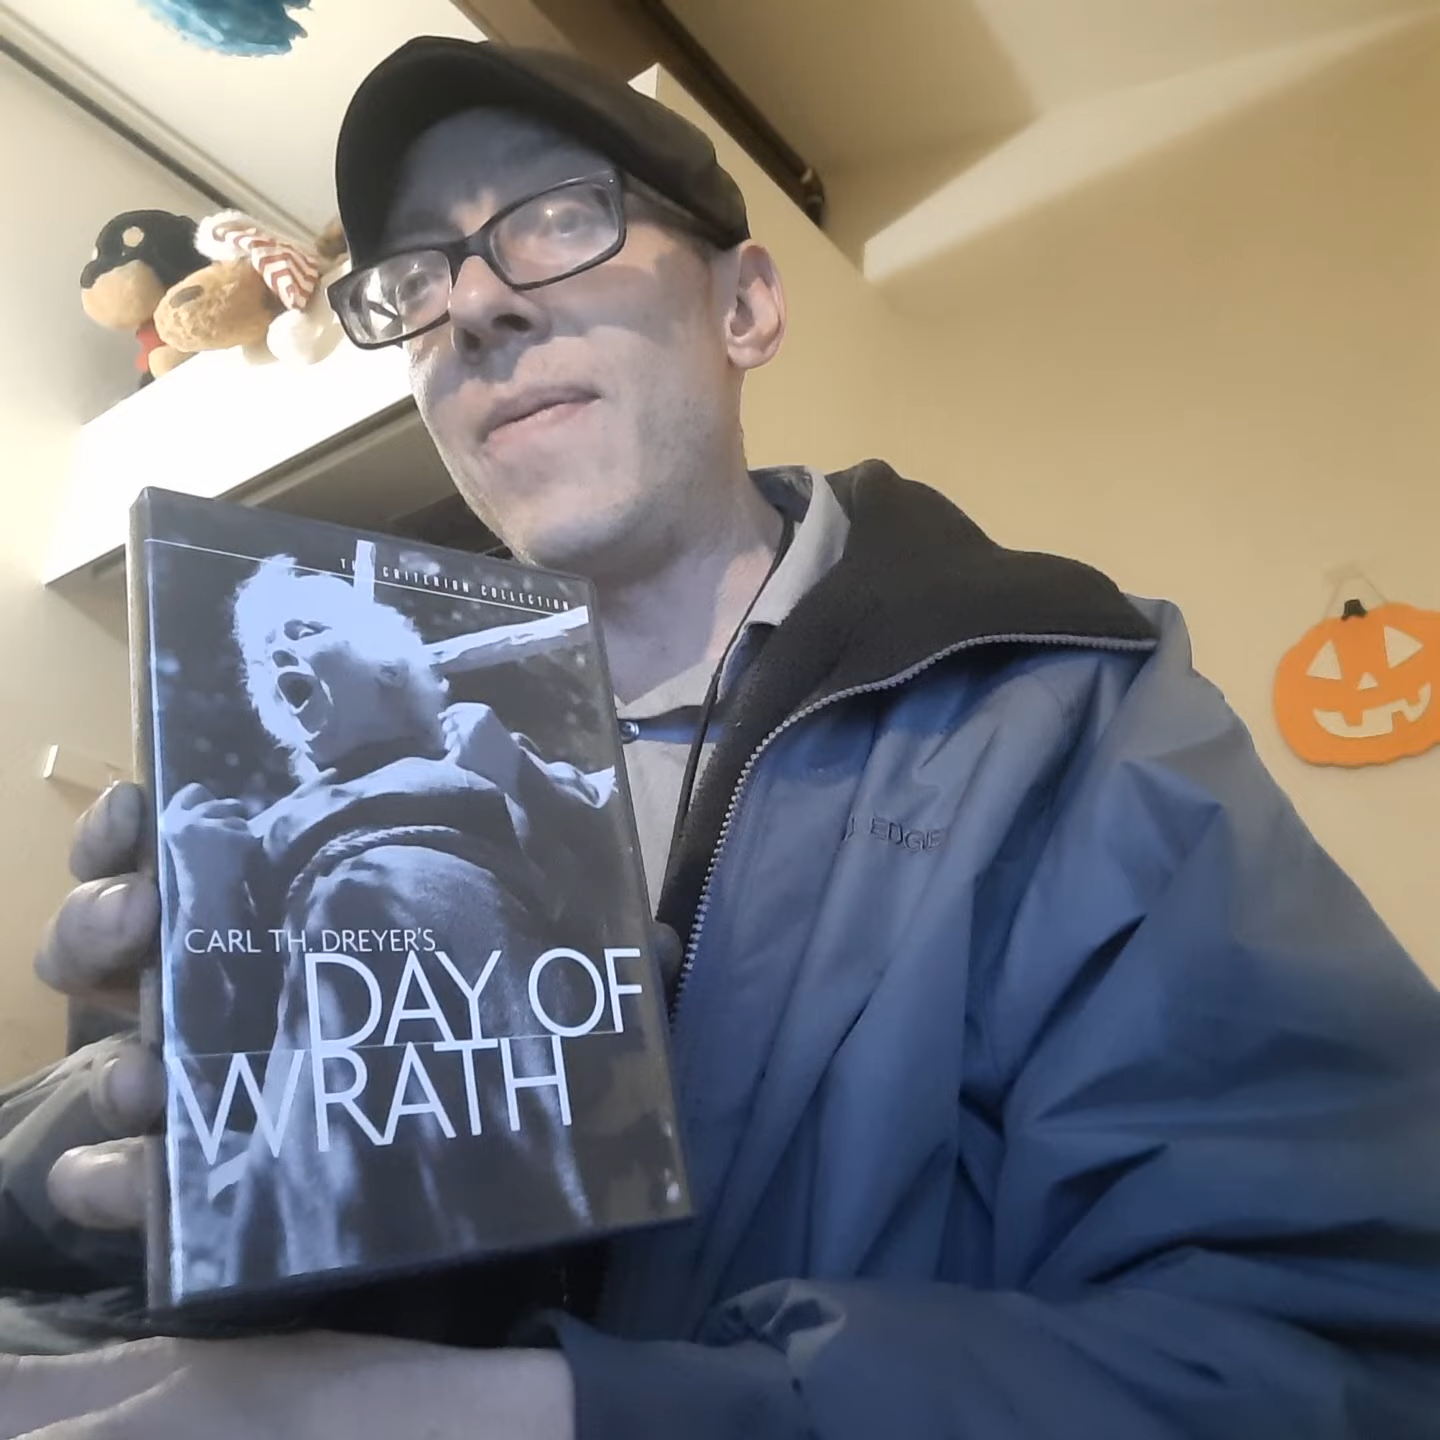 THE CRITERION COLLECTION
CARL TH. DREYER'S
DAY OF
WRATH
EDGE